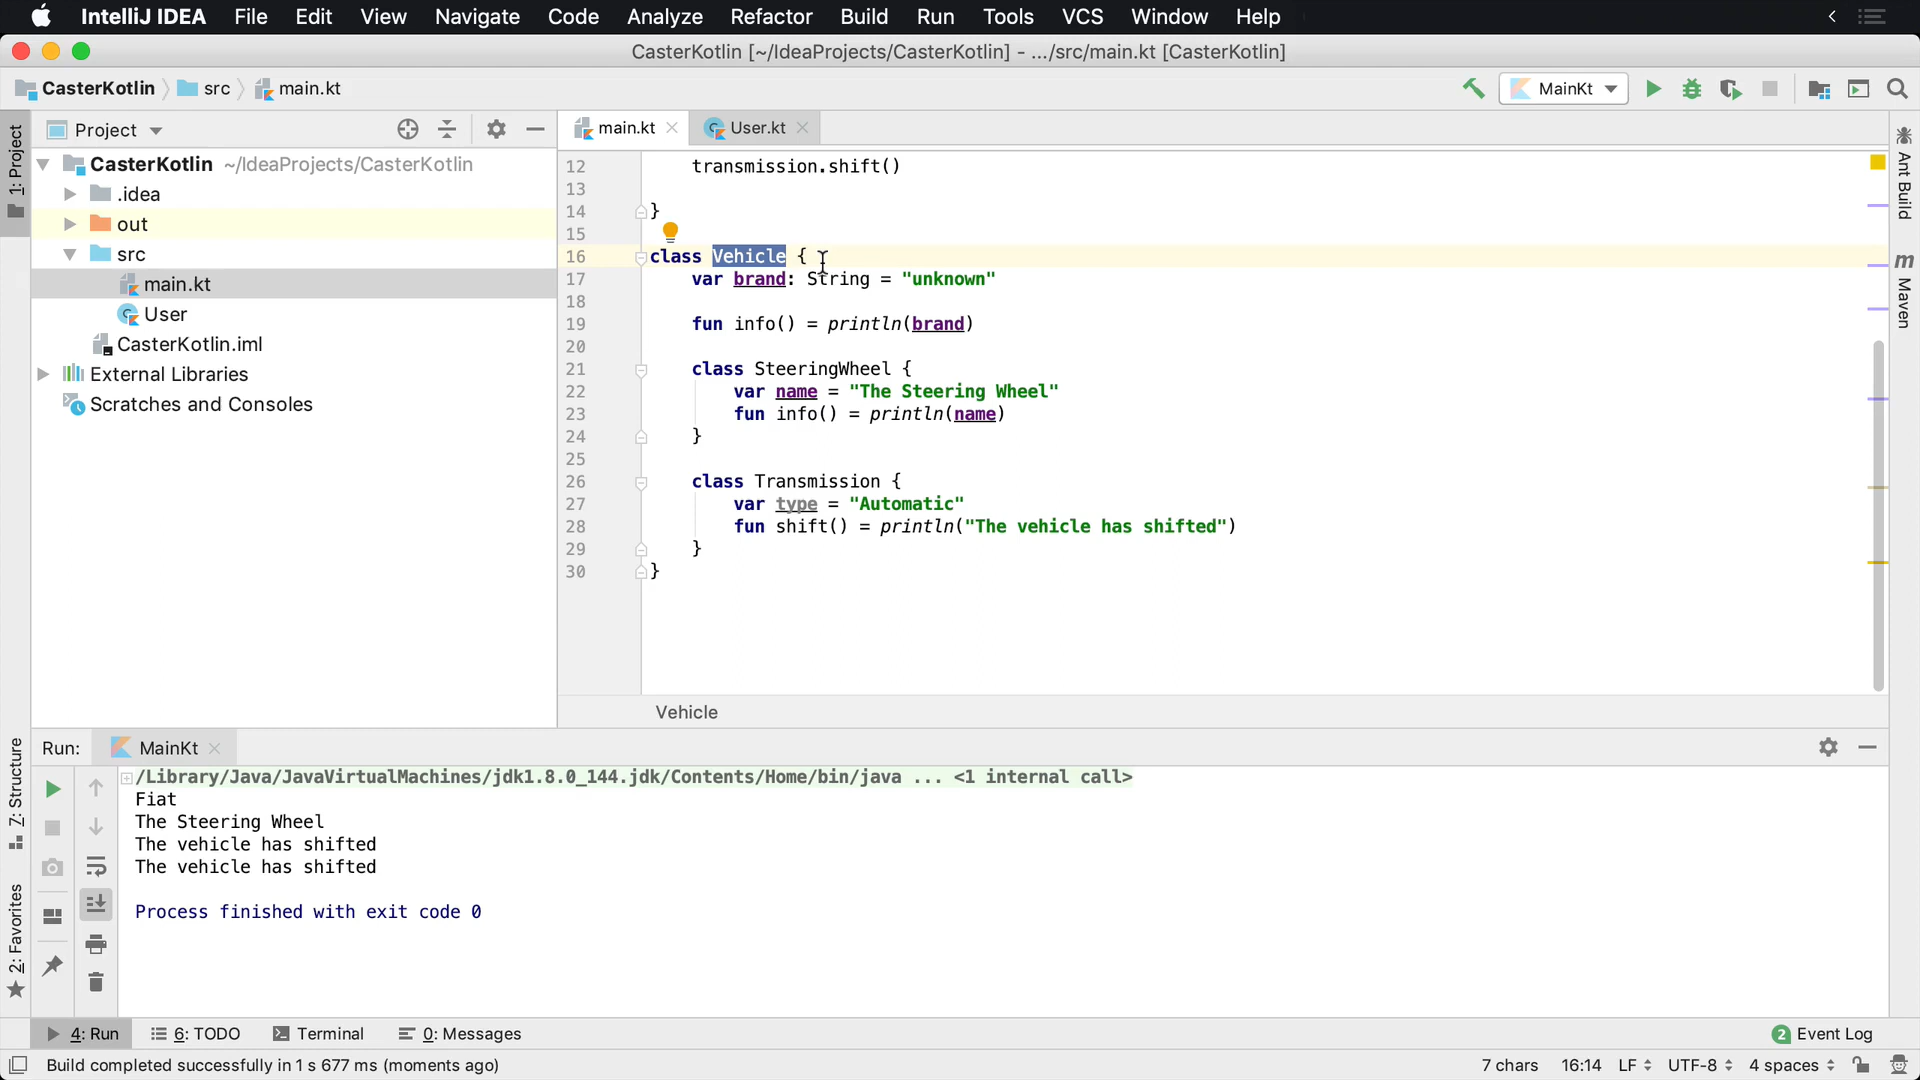 IntelliJ IDEA File Edit View Navigate Code Analyze Refactor Build Run Tools VCS Window Help
CasterKotlin [~/IdeaProjects/CasterKotlin] - .../src/main.kt [CasterKotlin]
CasterKotlin src main.kt
MainKt
1: Project
Project
CasterKotlin ~/IdeaProjects/CasterKotlin
.idea
out
src
main.kt
User
CasterKotlin.iml
External Libraries
Scratches and Consoles
main.kt User.kt
12 transmission.shift()
13
14 }
15
16 class Vehicle {
17 var brand: String = "unknown"
18
19 fun info() = println(brand)
20
21 class SteeringWheel {
22 var name = "The Steering Wheel"
23 fun info() = println(name)
24 }
25
26 class Transmission {
27 var type = "Automatic"
28 fun shift() = println("The vehicle has shifted")
29 }
30 }
Vehicle
Ant Build
m Maven
Run: MainKt
/Library/Java/JavaVirtualMachines/jdk1.8.0_144.jdk/Contents/Home/bin/java ... <1 internal call>
Fiat
The Steering Wheel
The vehicle has shifted
The vehicle has shifted
Process finished with exit code 0
Z: Structure
2: Favorites
4: Run 6: TODO Terminal 0: Messages
2 Event Log
Build completed successfully in 1 s 677 ms (moments ago)
7 chars 16:14 LF UTF-8 4 spaces